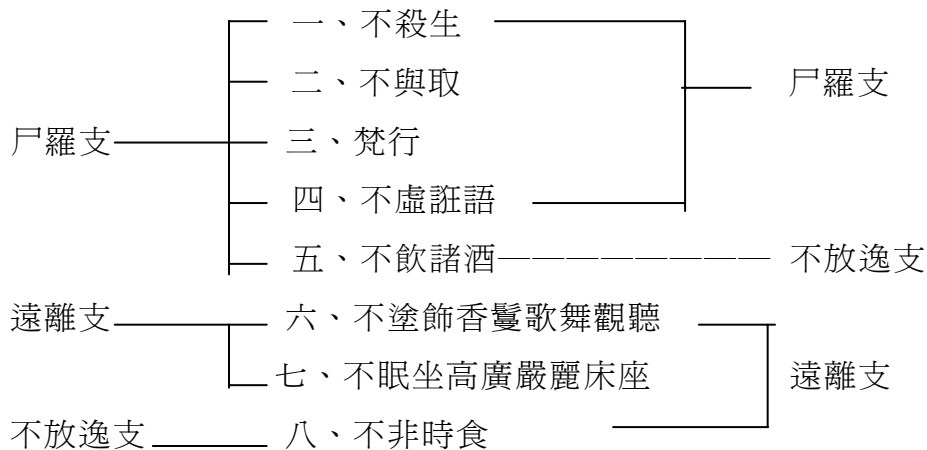 一、不殺生
二、不與取 尸羅支
尸羅支 三、梵行
四、不虛誑語
五、不飲諸酒 不放逸支
遠離支 六、不塗飾香鬘歌舞觀聽
七、不眠坐高廣嚴麗床座 遠離支
不放逸支 八、不非時食